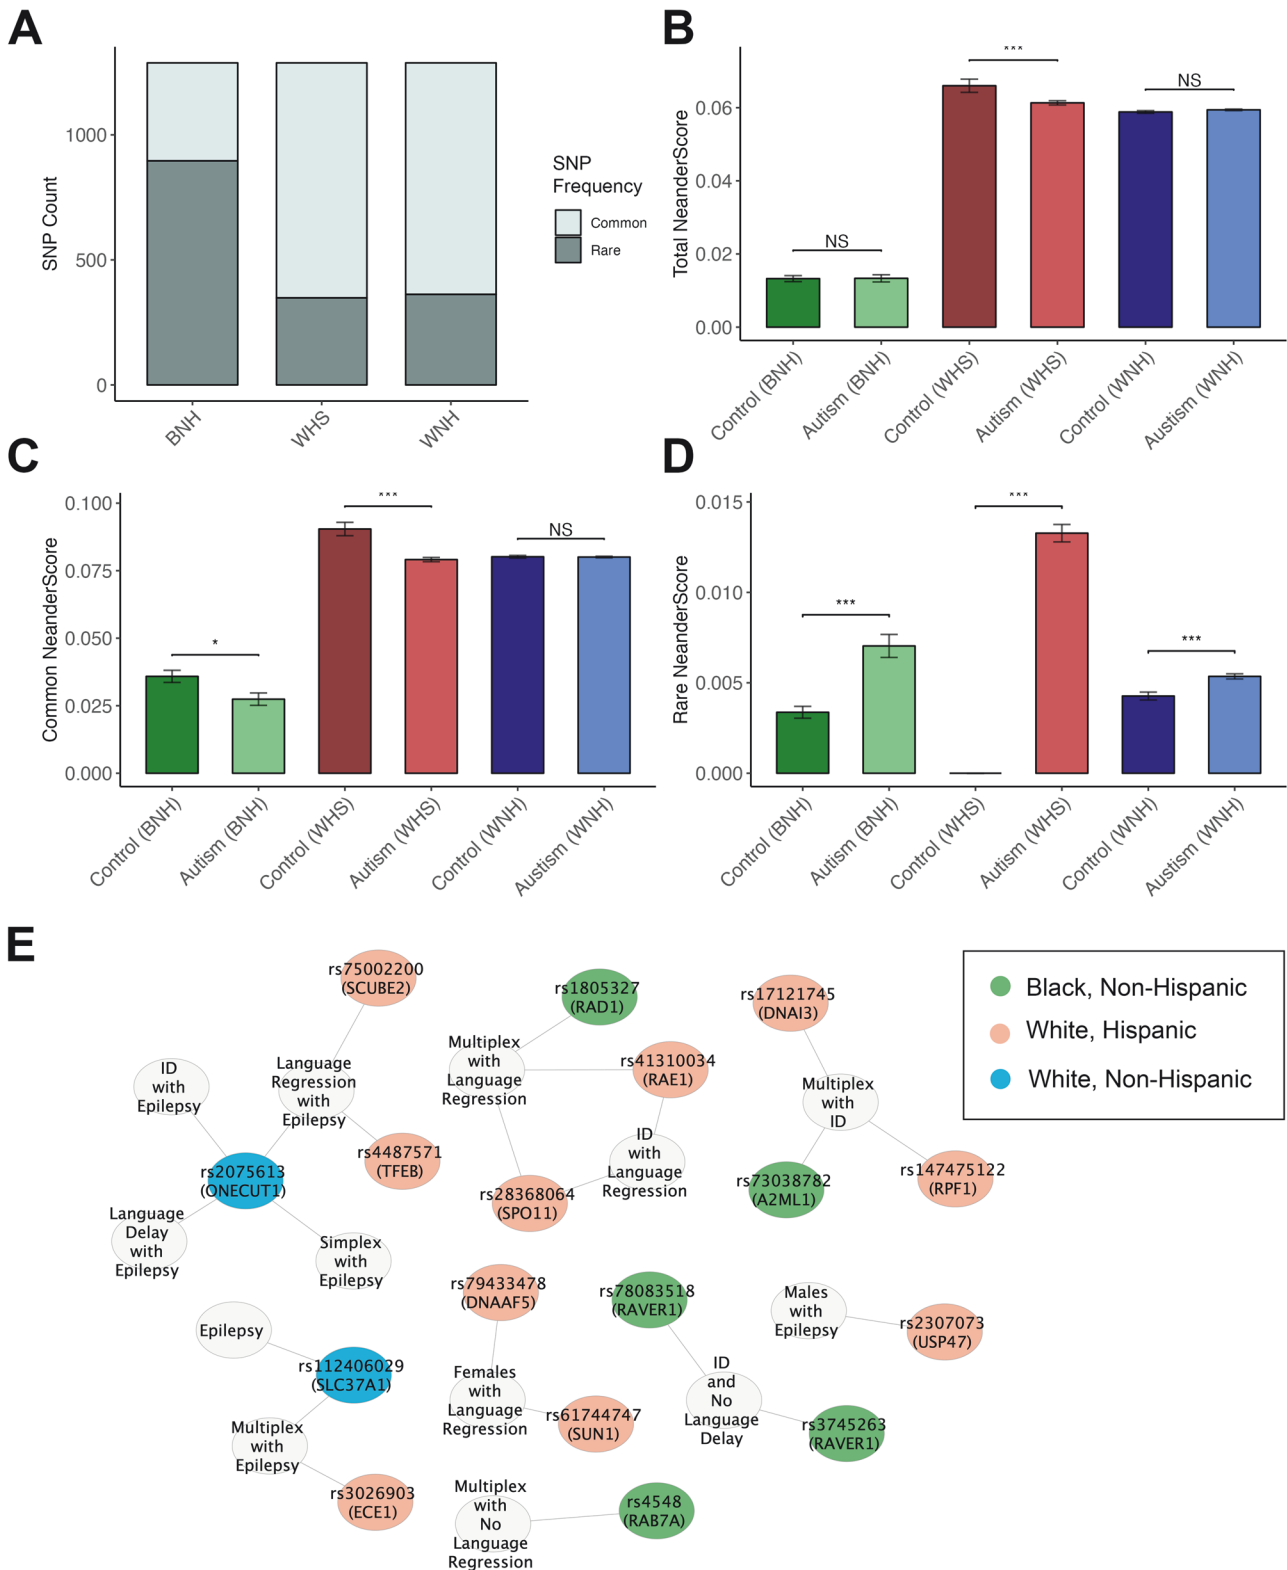 A
SNP Count
1000
500
0
BNH
WHS
WNH
SNP
Frequency
Common
Rare
B
Total NeanderScore
0.06
0.04
0.02
0.00
NS
***
NS
Control (BNH)
Autism (BNH)
Control (WHS)
Autism (WHS)
Control (WNH)
Austism (WNH)
C
Common NeanderScore
0.100
0.075
0.050
0.025
0.000
*
***
NS
Control (BNH)
Autism (BNH)
Control (WHS)
Autism (WHS)
Control (WNH)
Austism (WNH)
D
Rare NeanderScore
0.015
0.010
0.005
0.000
***
***
***
Control (BNH)
Autism (BNH)
Control (WHS)
Autism (WHS)
Control (WNH)
Austism (WNH)
E
rs75002200
(SCUBE2)
ID
with
Epilepsy
Language
Regression
with
Epilepsy
rs2075613
(ONECUT1)
rs4487571
(TFEB)
Language
Delay
with
Epilepsy
Simplex
with
Epilepsy
Epilepsy
rs112406029
(SLC37A1)
Multiplex
with
Epilepsy
rs3026903
(ECE1)
rs1805327
(RAD1)
Multiplex
with
Language
Regression
rs41310034
(RAE1)
ID
with
Language
Regression
rs28368064
(SPO11)
rs79433478
(DNAAF5)
Females
with
Language
Regression
rs61744747
(SUN1)
Multiplex
with
No
Language
Regression
rs4548
(RAB7A)
rs17121745
(DNAI3)
Multiplex
with
ID
rs73038782
(A2ML1)
rs147475122
(RPF1)
rs78083518
(RAVER1)
ID
and
No
Language
Delay
rs3745263
(RAVER1)
Males
with
Epilepsy
rs2307073
(USP47)
Black, Non-Hispanic
White, Hispanic
White, Non-Hispanic